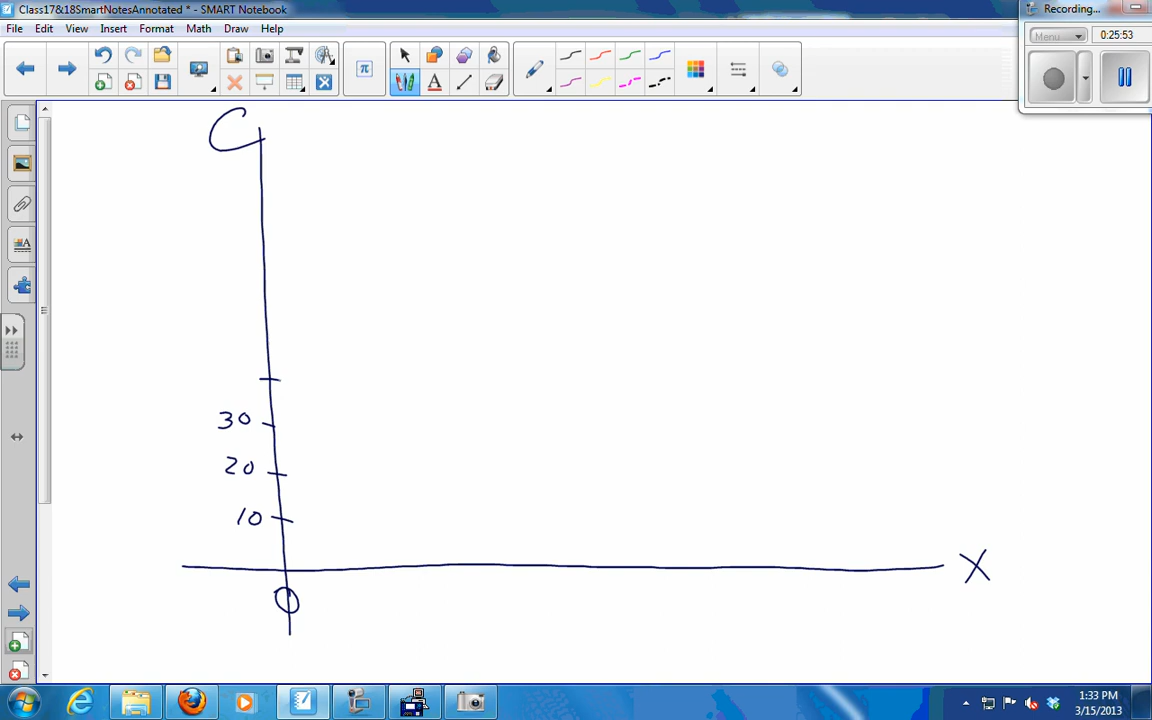 Class17&18SmartNotesAnnotated * - SMART Notebook
Recording...
File Edit View Insert Format Math Draw Help
Menu
0:25:53
π
A
C
30
20
10
X
0
1:33 PM
3/15/2013